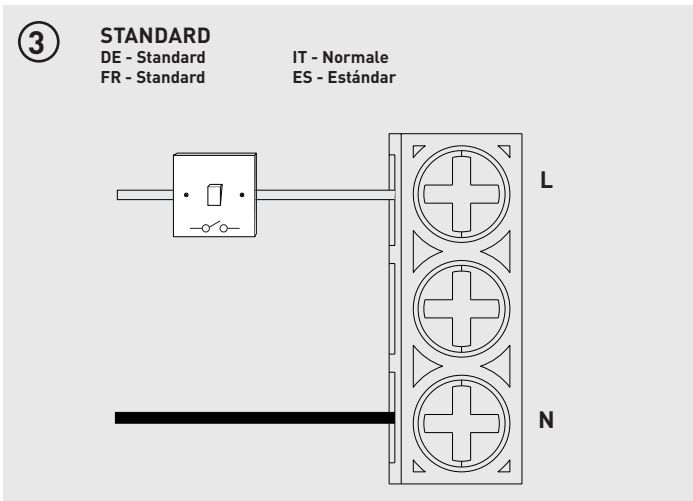 3
STANDARD
DE - Standard
IT - Normale
FR - Standard
ES - Estándar
L
N